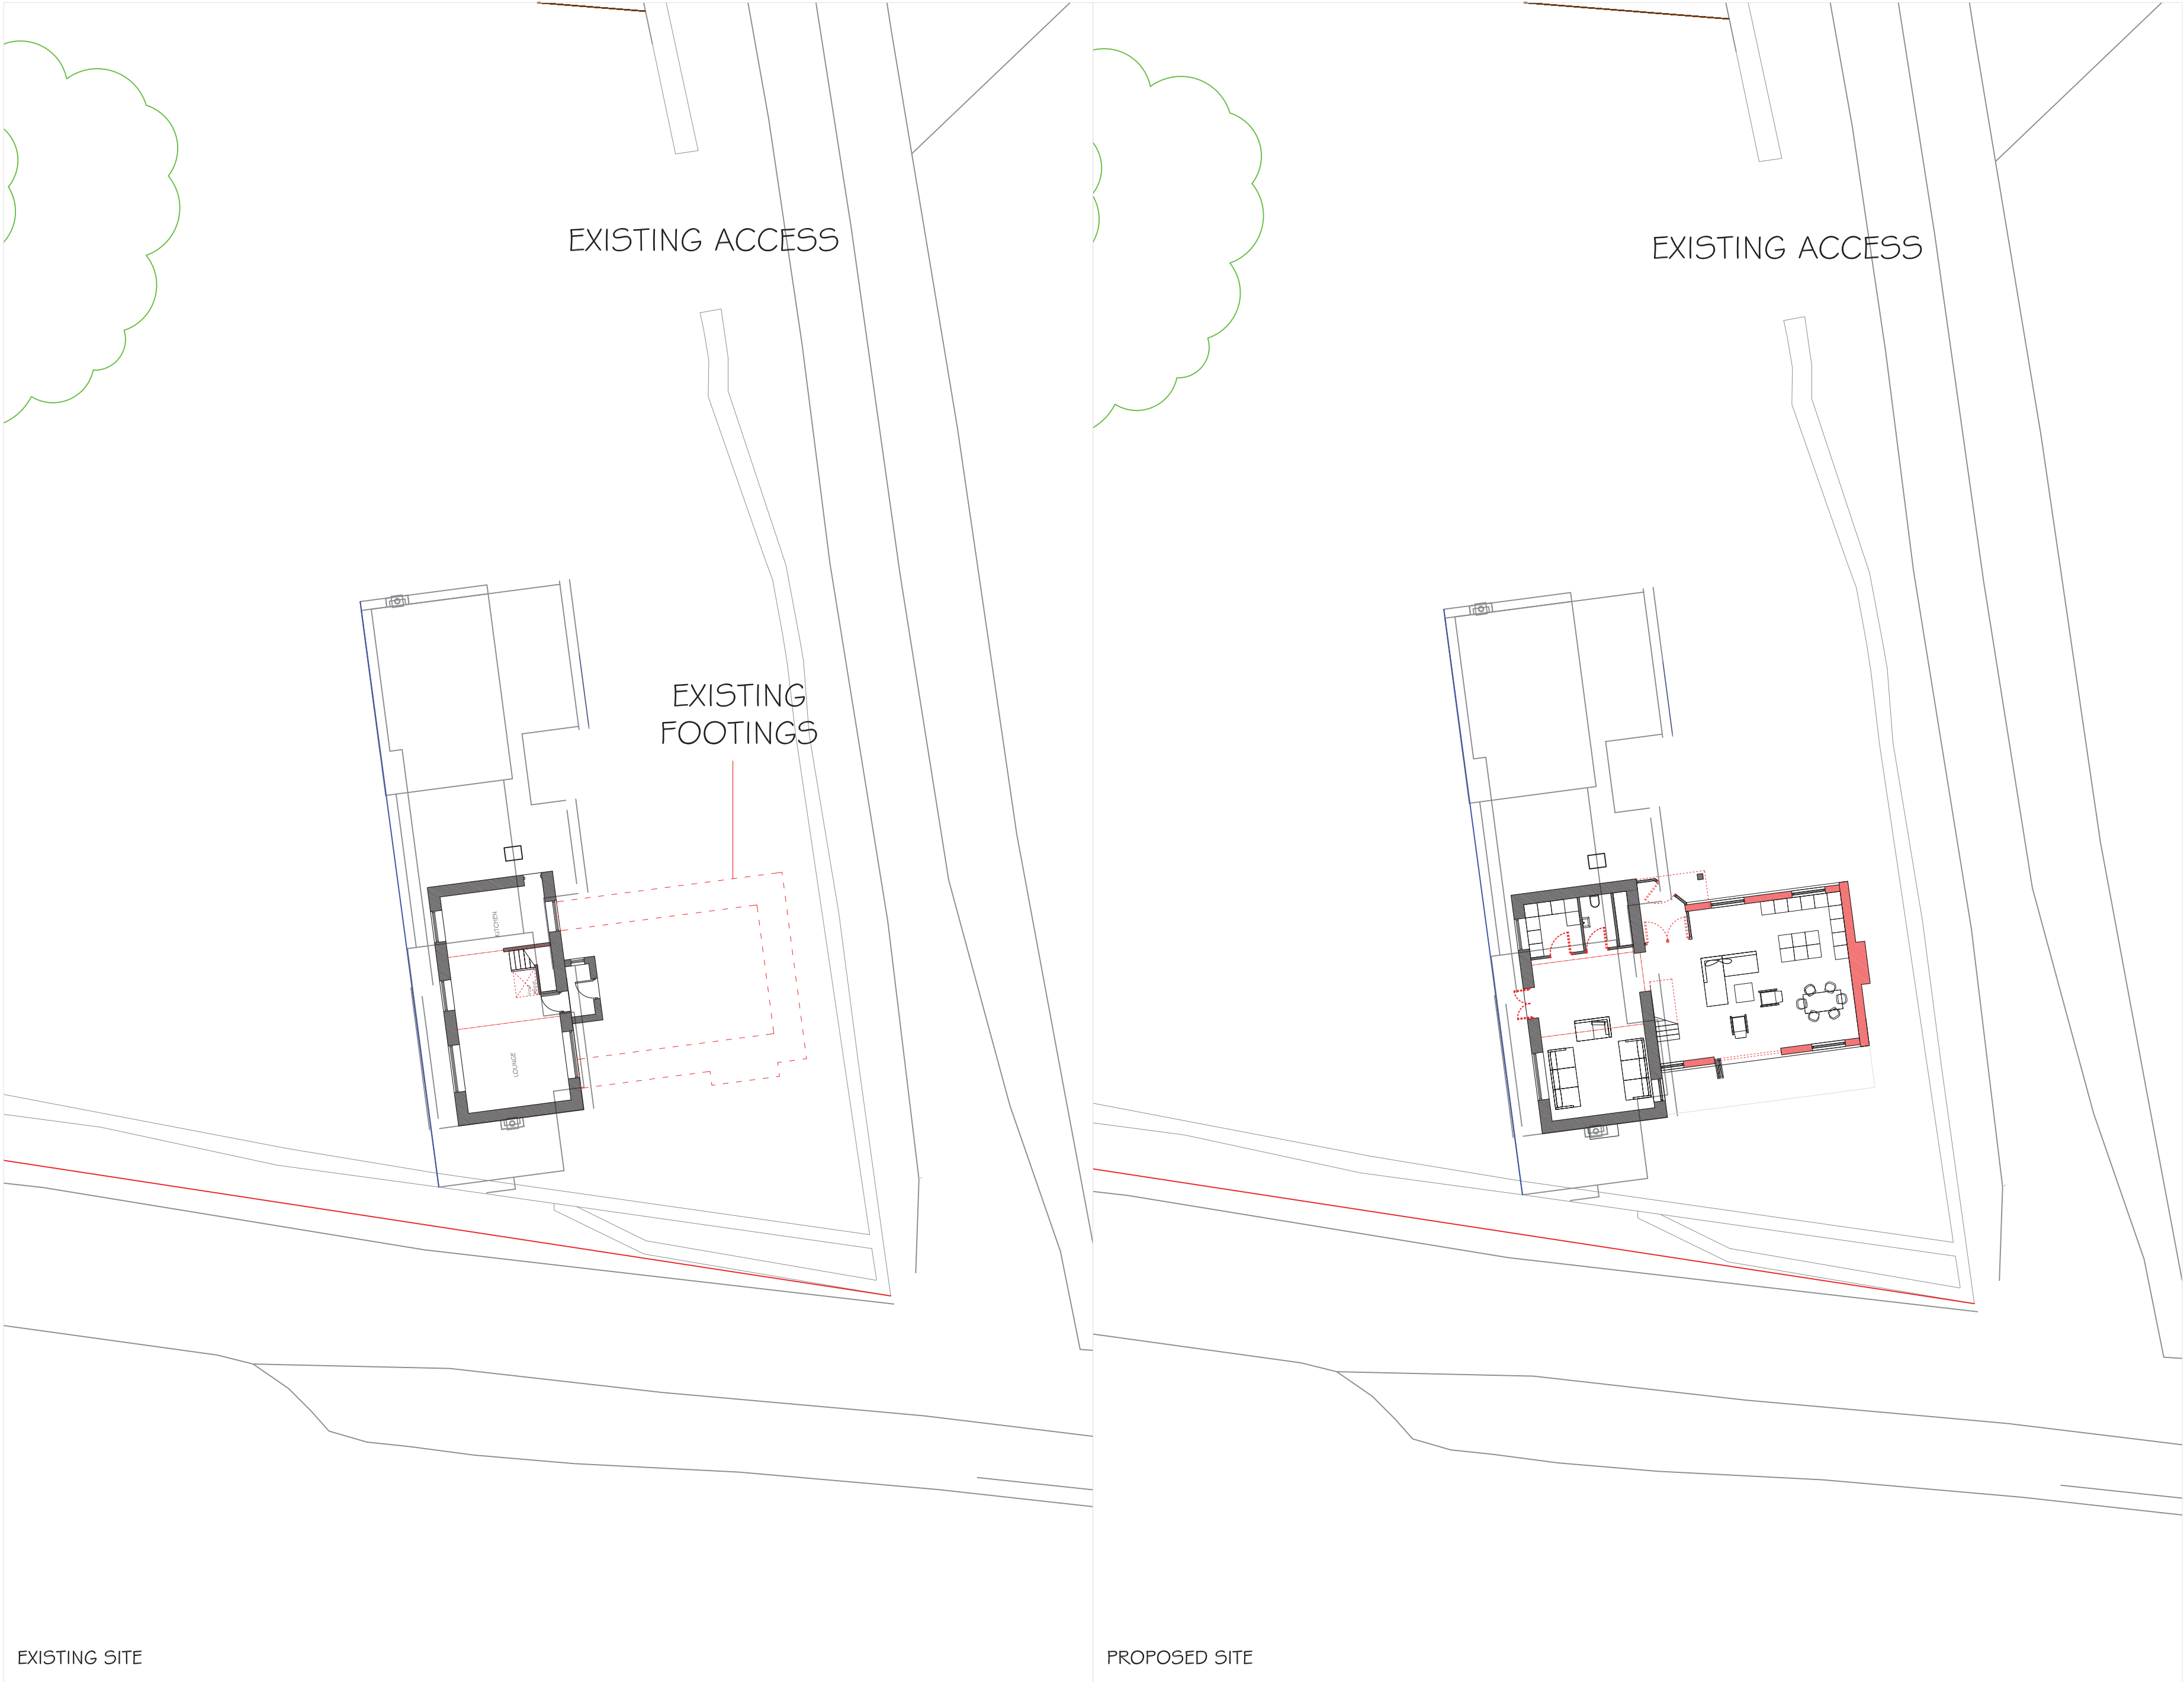 EXISTING ACCESS
EXISTING
FOOTINGS
KITCHEN
LOUNGE
EXISTING SITE
EXISTING ACCESS
PROPOSED SITE